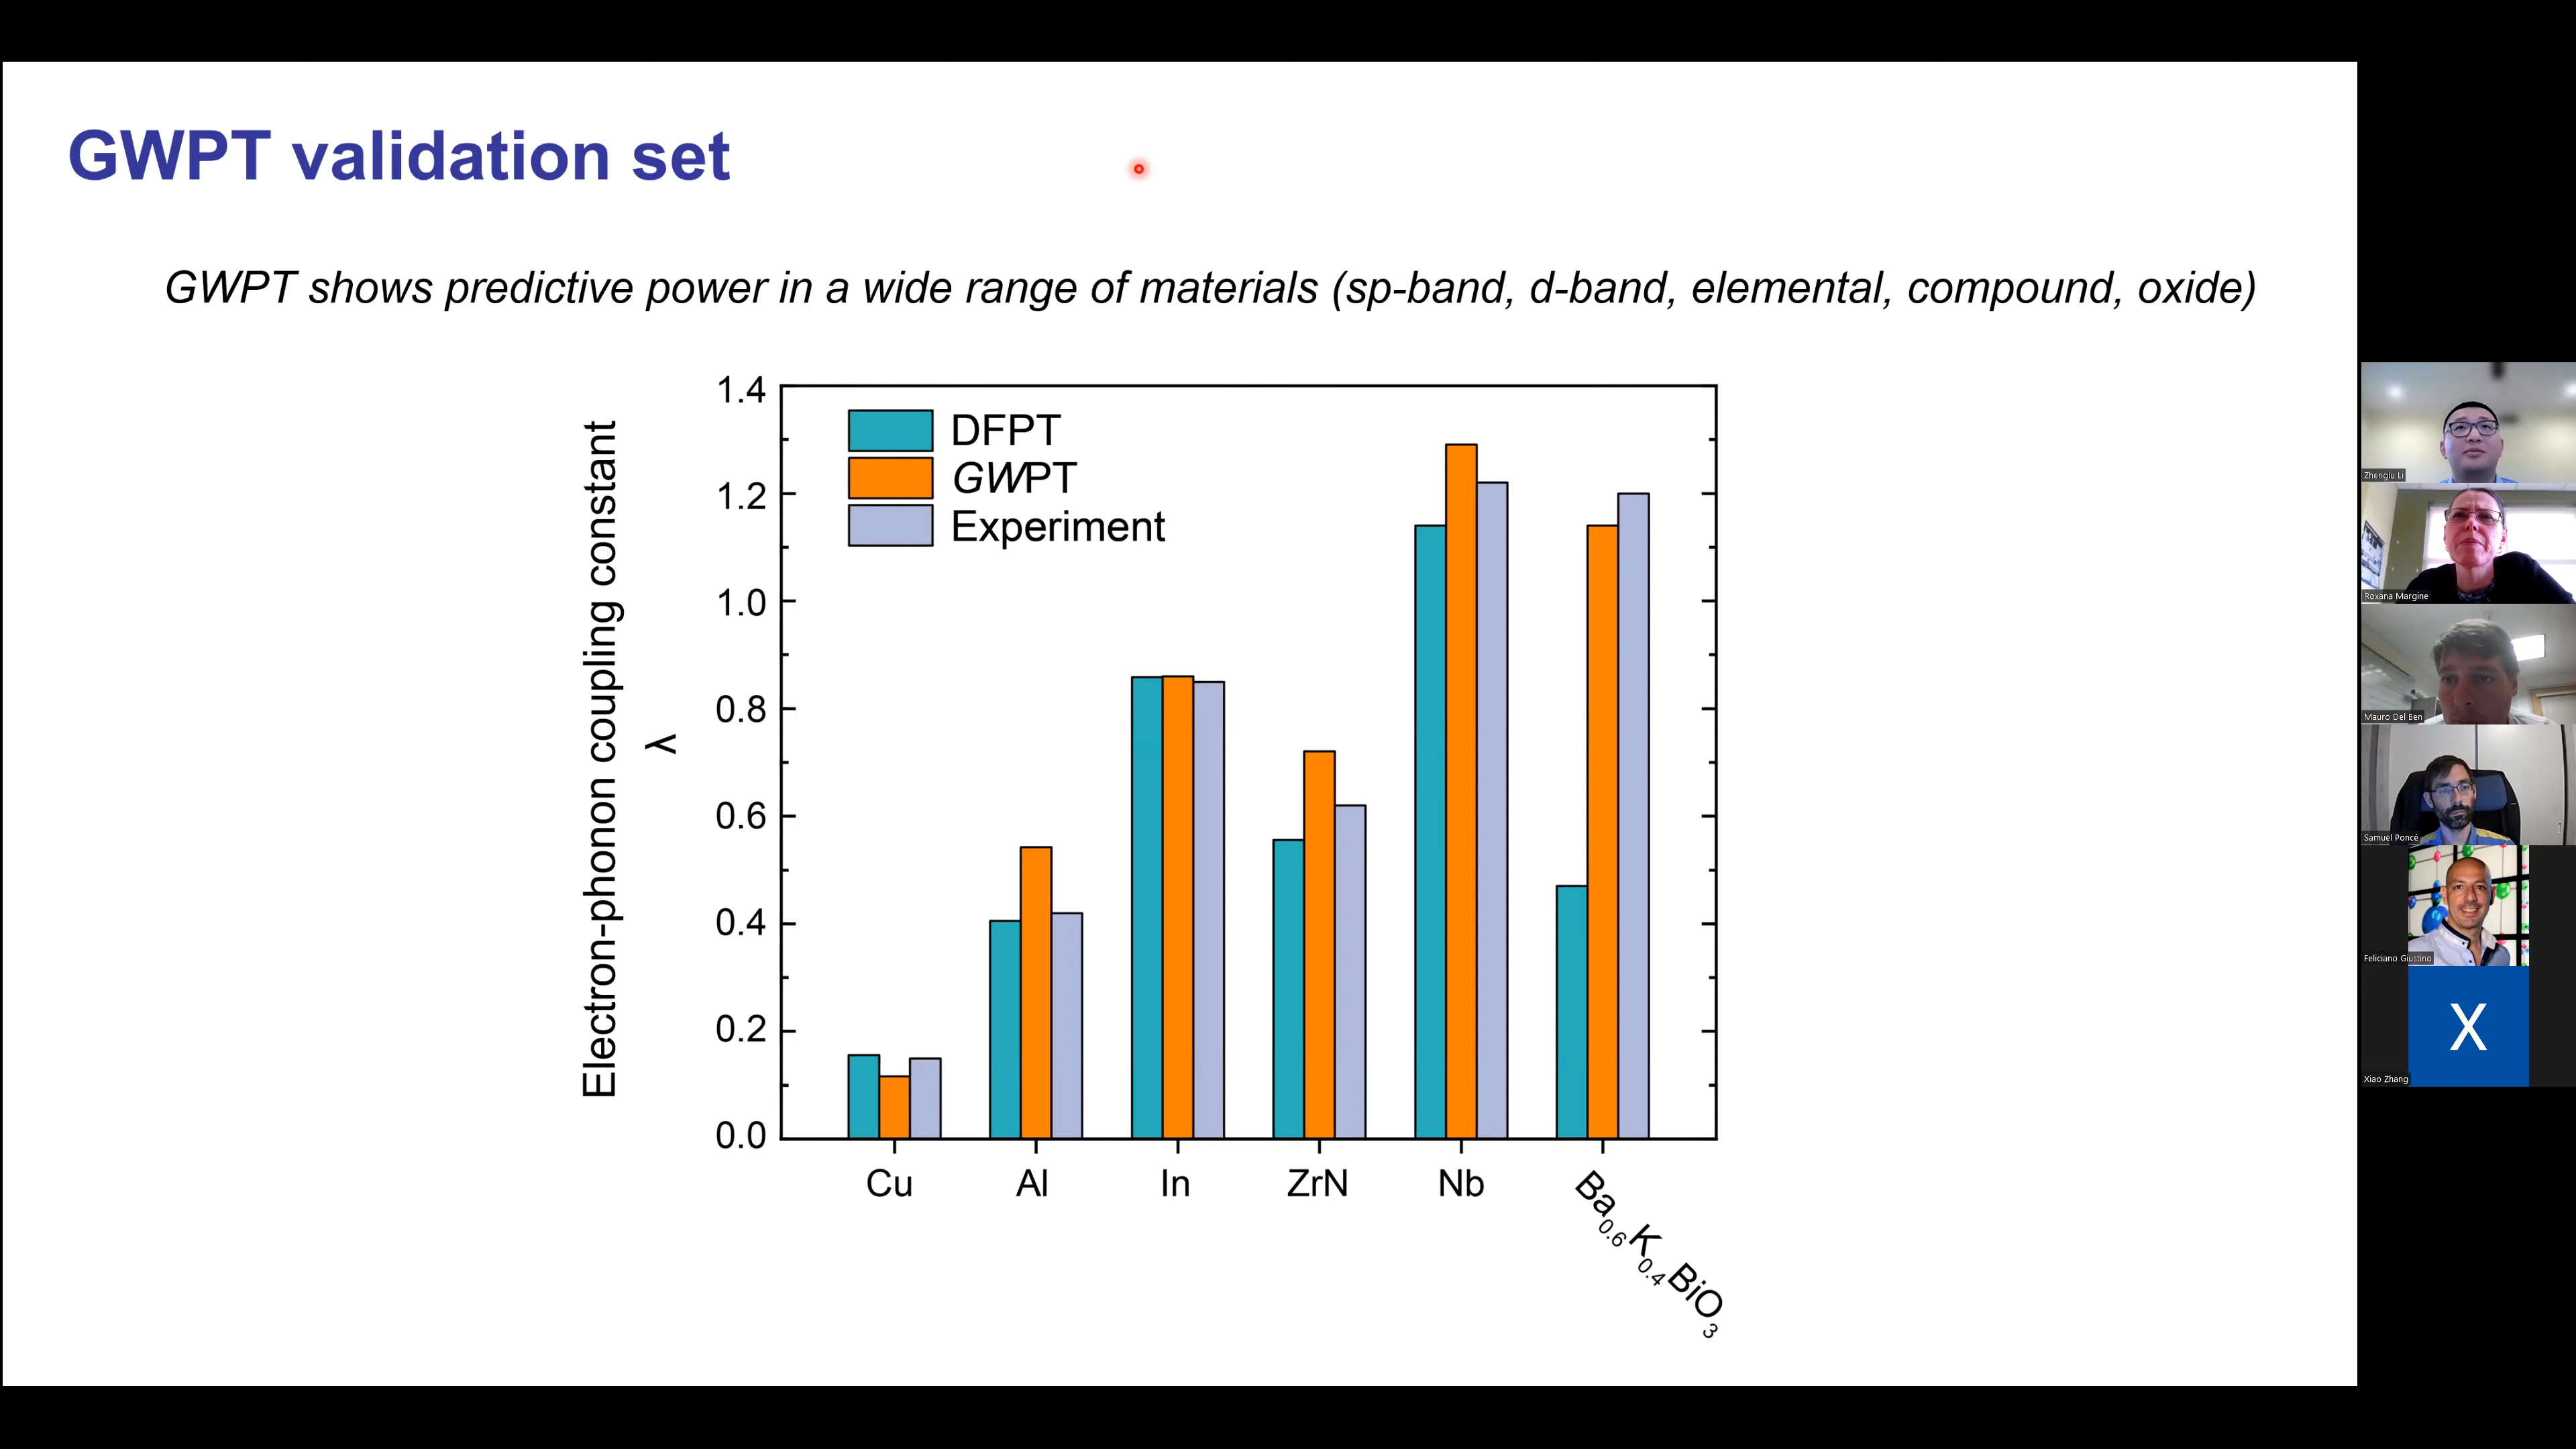 GWPT validation set
GWPT shows predictive power in a wide range of materials (sp-band, d-band, elemental, compound, oxide)
Electron-phonon coupling constant
λ
1.4
1.2
1.0
0.8
0.6
0.4
0.2
0.0
DFPT
GWPT
Experiment
Cu
Al
In
ZrN
Nb
Ba0.6K0.4BiO3
Zhenglu Li
Roxana Margine
Mauro Del Ben
Samuel Poncé
Feliciano Giustino
X
Xiao Zhang